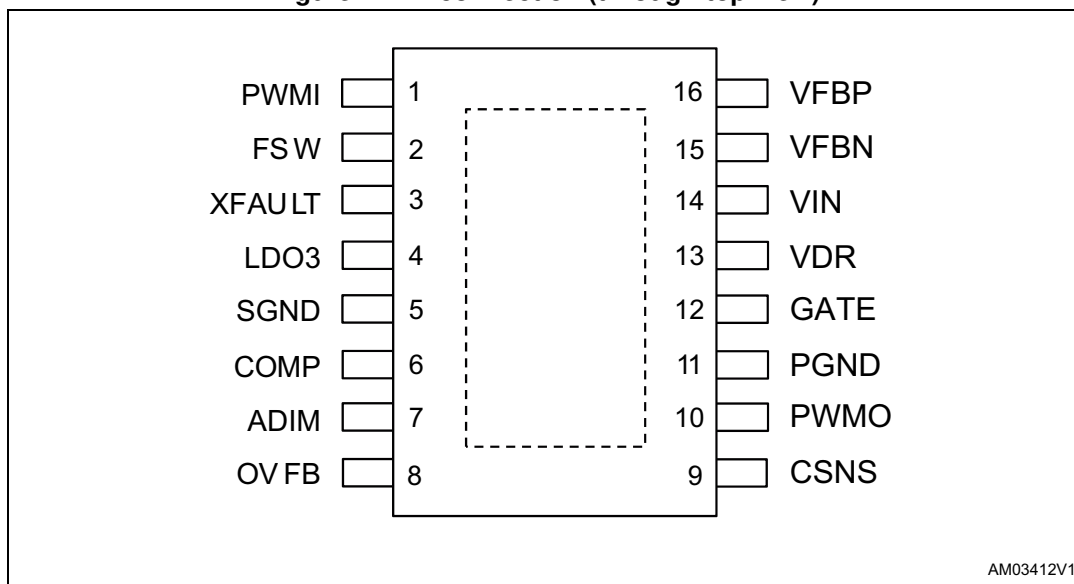 PWMI 1 16 VFBP
FSW 2 15 VFBN
XFAULT 3 14 VIN
LDO3 4 13 VDR
SGND 5 12 GATE
COMP 6 11 PGND
ADIM 7 10 PWMO
OVFB 8 9 CSNS
AM03412V1